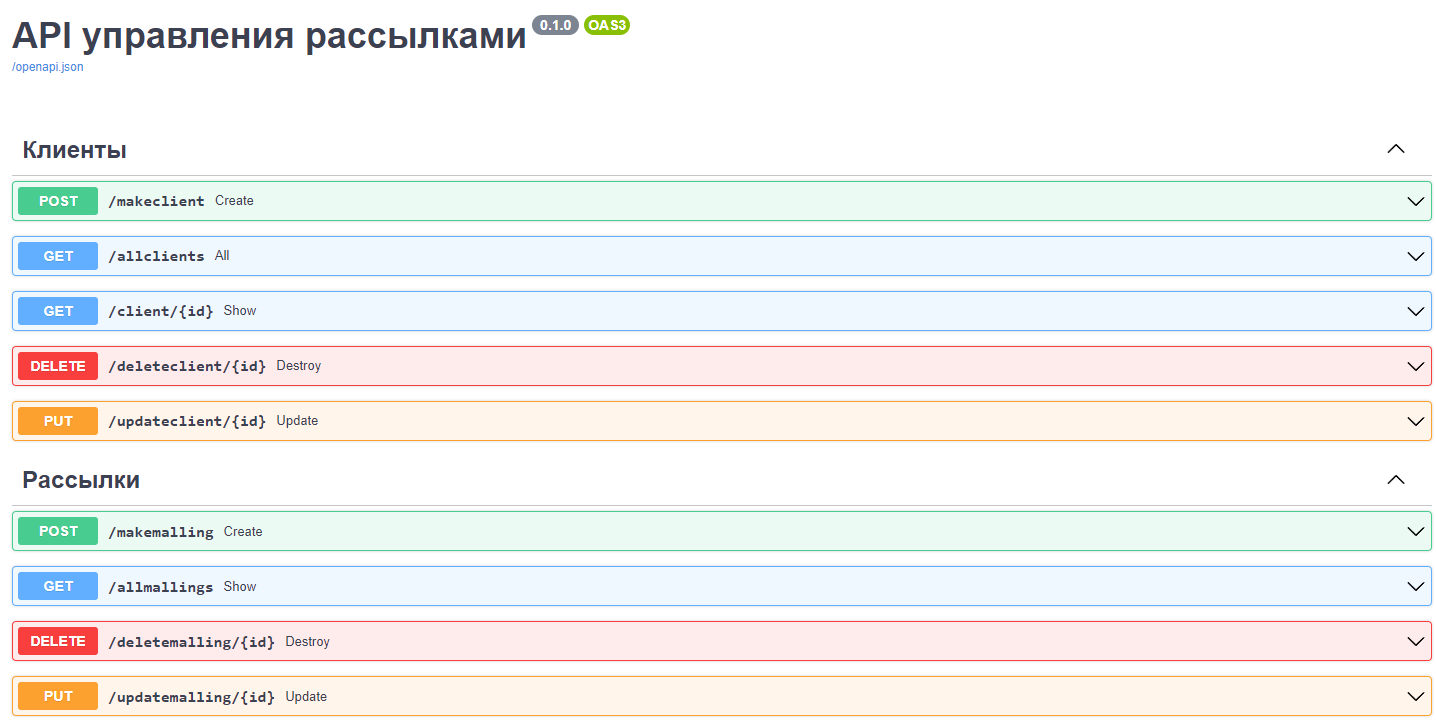 API управления рассылками 0.1.0 OAS3
/openapi.json
Клиенты
POST /makeclient Create
GET /allclients All
GET /client/{id} Show
DELETE /deleteclient/{id} Destroy
PUT /updateclient/{id} Update
Рассылки
POST /makemalling Create
GET /allmallings Show
DELETE /deletemalling/{id} Destroy
PUT /updatemalling/{id} Update